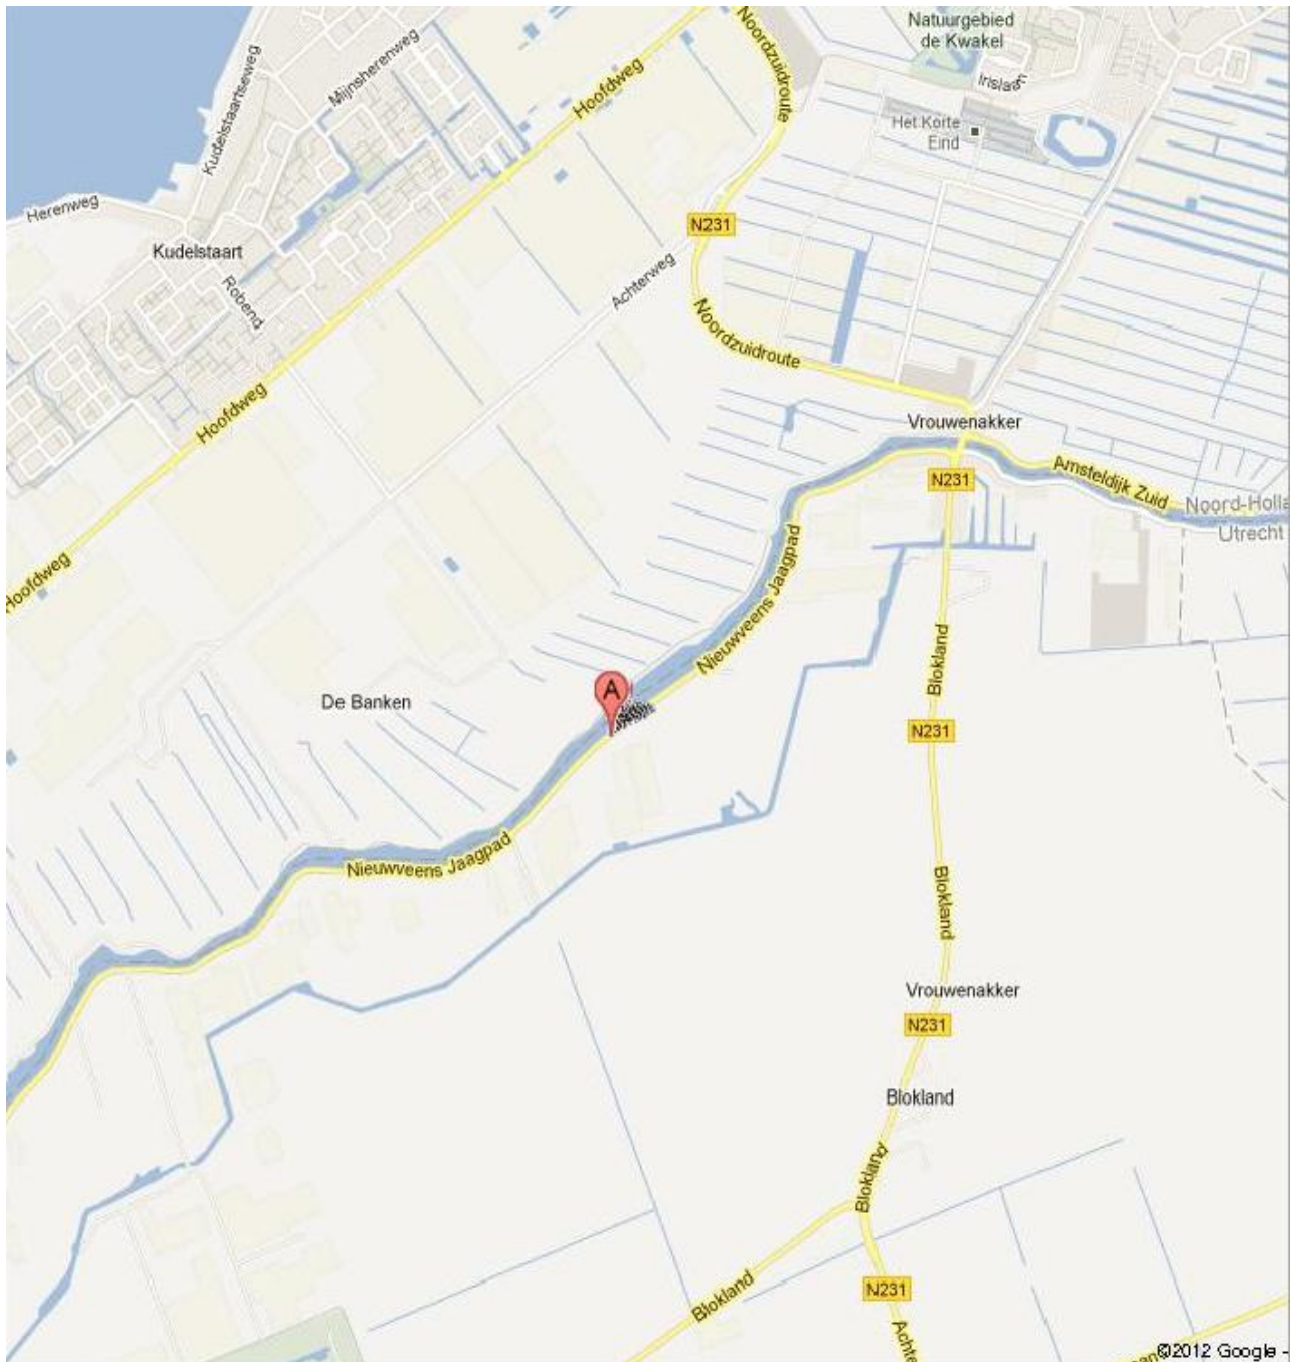 Noordzuidroute
Natuurgebied
de Kwakel
Mijnsherenweg
Kudelstaartseweg
Hoofdweg
Irislaan
Het Korte
Eind
Herenweg
N231
Kudelstaart
Achterweg
Robend
Noordzuidroute
Hoofdweg
Vrouwenakker
Amsteldijk Zuid
N231
Noord-Holla
Utrecht
Hoofdweg
Nieuwveens Jaagpad
Blokland
A
De Banken
N231
Nieuwveens Jaagpad
Blokland
Vrouwenakker
N231
Blokland
Blokland
Blokland
N231
Achte
©2012 Google -